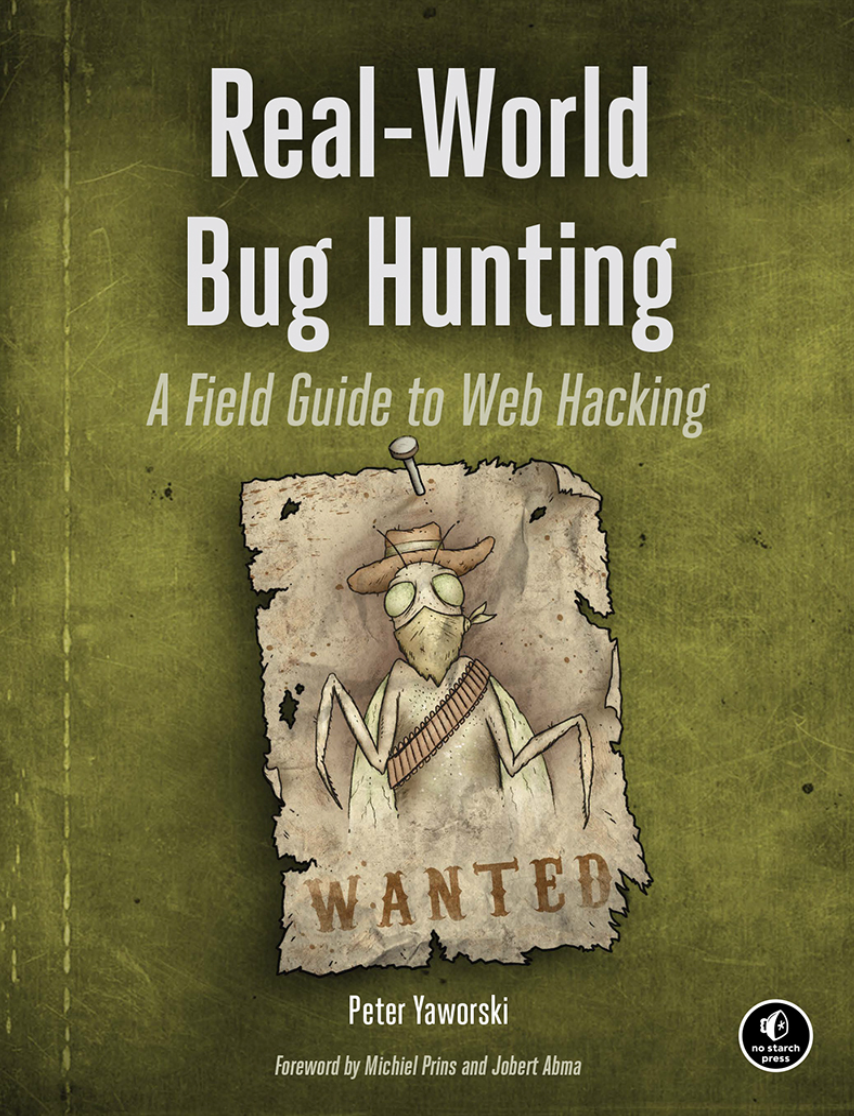 Real-World
Bug Hunting
A Field Guide to Web Hacking
WANTED
Peter Yaworski
Foreword by Michiel Prins and Jobert Abma
no starch
press